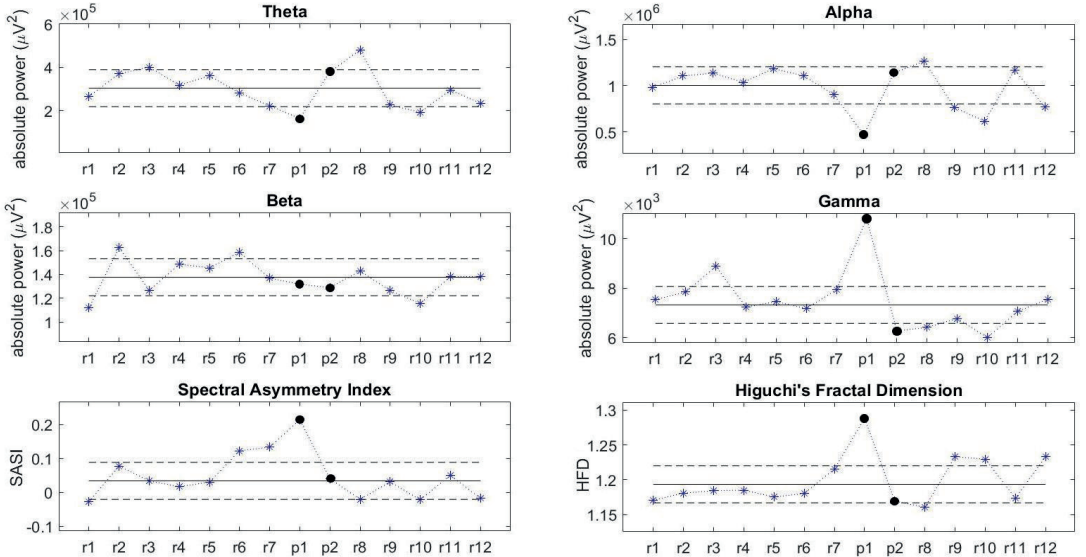 Theta
×10⁵
absolute power (μV²)
6
4
2
r1 r2 r3 r4 r5 r6 r7 p1 p2 r8 r9 r10 r11 r12
Alpha
×10⁶
absolute power (μV²)
1.5
1
0.5
r1 r2 r3 r4 r5 r6 r7 p1 p2 r8 r9 r10 r11 r12
Beta
×10⁵
absolute power (μV²)
1.8
1.6
1.4
1.2
1
r1 r2 r3 r4 r5 r6 r7 p1 p2 r8 r9 r10 r11 r12
Gamma
×10³
absolute power (μV²)
10
8
6
r1 r2 r3 r4 r5 r6 r7 p1 p2 r8 r9 r10 r11 r12
Spectral Asymmetry Index
SASI
0.2
0.1
0
-0.1
r1 r2 r3 r4 r5 r6 r7 p1 p2 r8 r9 r10 r11 r12
Higuchi's Fractal Dimension
HFD
1.3
1.25
1.2
1.15
r1 r2 r3 r4 r5 r6 r7 p1 p2 r8 r9 r10 r11 r12